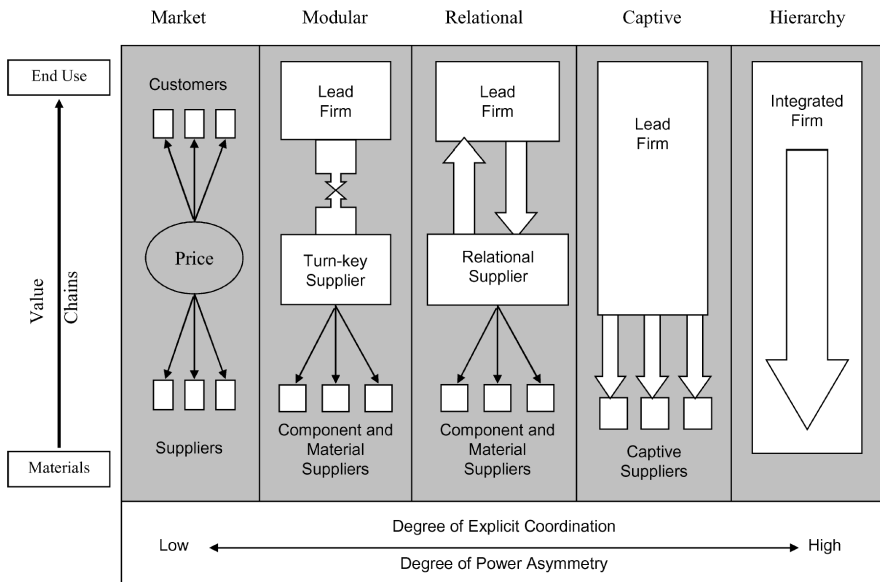 Market
Modular
Relational
Captive
Hierarchy
End Use
Value
Chains
Materials
Customers
Price
Suppliers
Lead
Firm
Turn-key
Supplier
Component and
Material
Suppliers
Lead
Firm
Relational
Supplier
Component and
Material
Suppliers
Lead
Firm
Captive
Suppliers
Integrated
Firm
Degree of Explicit Coordination
Low
High
Degree of Power Asymmetry